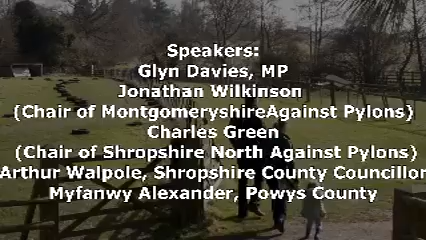 Speakers:
Glyn Davies, MP
Jonathan Wilkinson
(Chair of MontgomeryshireAgainst Pylons)
Charles Green
(Chair of Shropshire North Against Pylons)
Arthur Walpole, Shropshire County Councillor
Myfanwy Alexander, Powys County